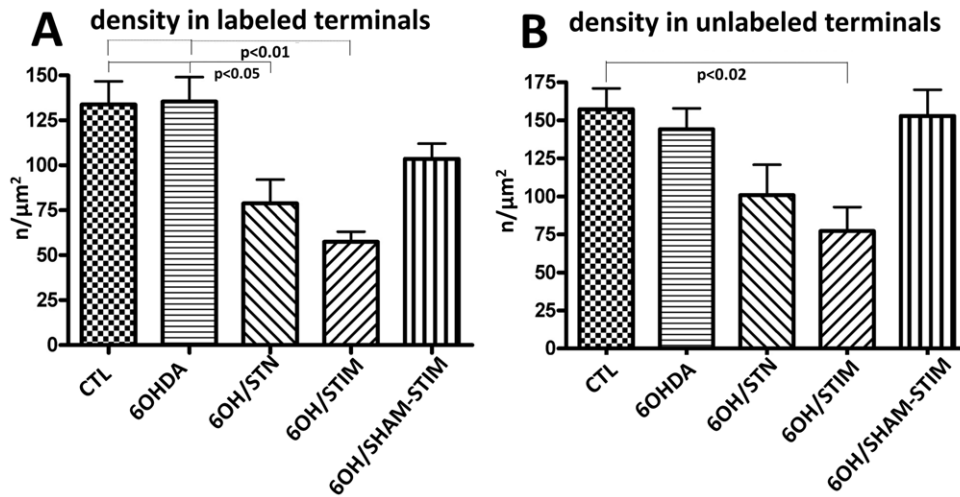 A density in labeled terminals
p<0.01
p<0.05
n/µm²
150
125
100
75
50
25
0
CTL
6OHDA
6OH/STN
6OH/STIM
6OH/SHAM-STIM
B density in unlabeled terminals
p<0.02
n/µm²
175
150
125
100
75
50
25
0
CTL
6OHDA
6OH/STN
6OH/STIM
6OH/SHAM-STIM